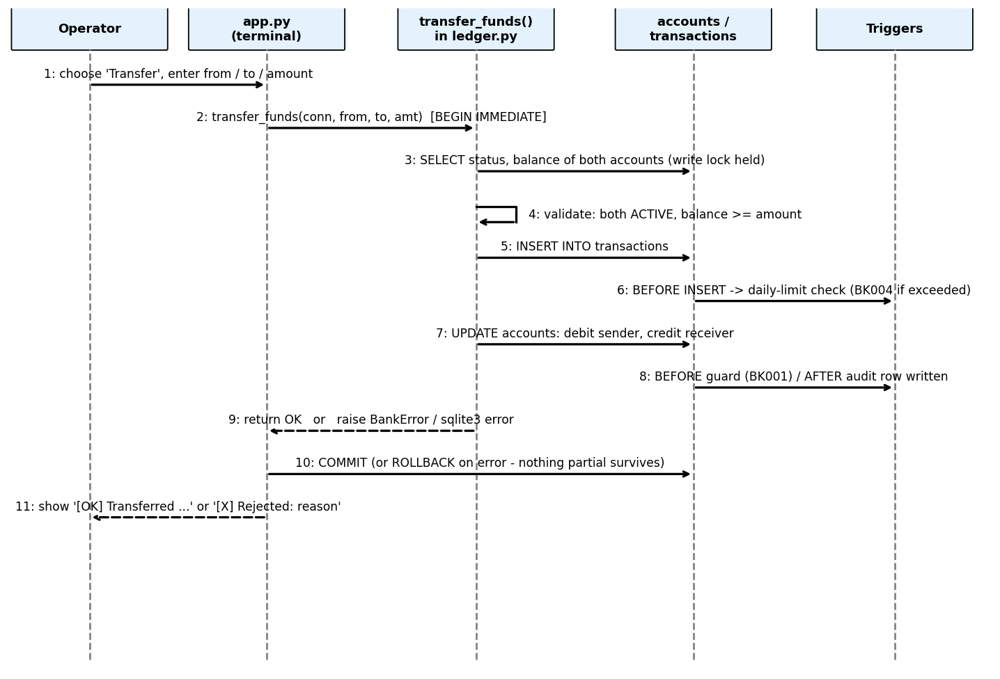 Operator
app.py
(terminal)
transfer_funds()
in ledger.py
accounts /
transactions
Triggers
1: choose 'Transfer', enter from / to / amount
2: transfer_funds(conn, from, to, amt)  [BEGIN IMMEDIATE]
3: SELECT status, balance of both accounts (write lock held)
4: validate: both ACTIVE, balance >= amount
5: INSERT INTO transactions
6: BEFORE INSERT -> daily-limit check (BK004 if exceeded)
7: UPDATE accounts: debit sender, credit receiver
8: BEFORE guard (BK001) / AFTER audit row written
9: return OK   or   raise BankError / sqlite3 error
10: COMMIT (or ROLLBACK on error - nothing partial survives)
11: show '[OK] Transferred ...' or '[X] Rejected: reason'